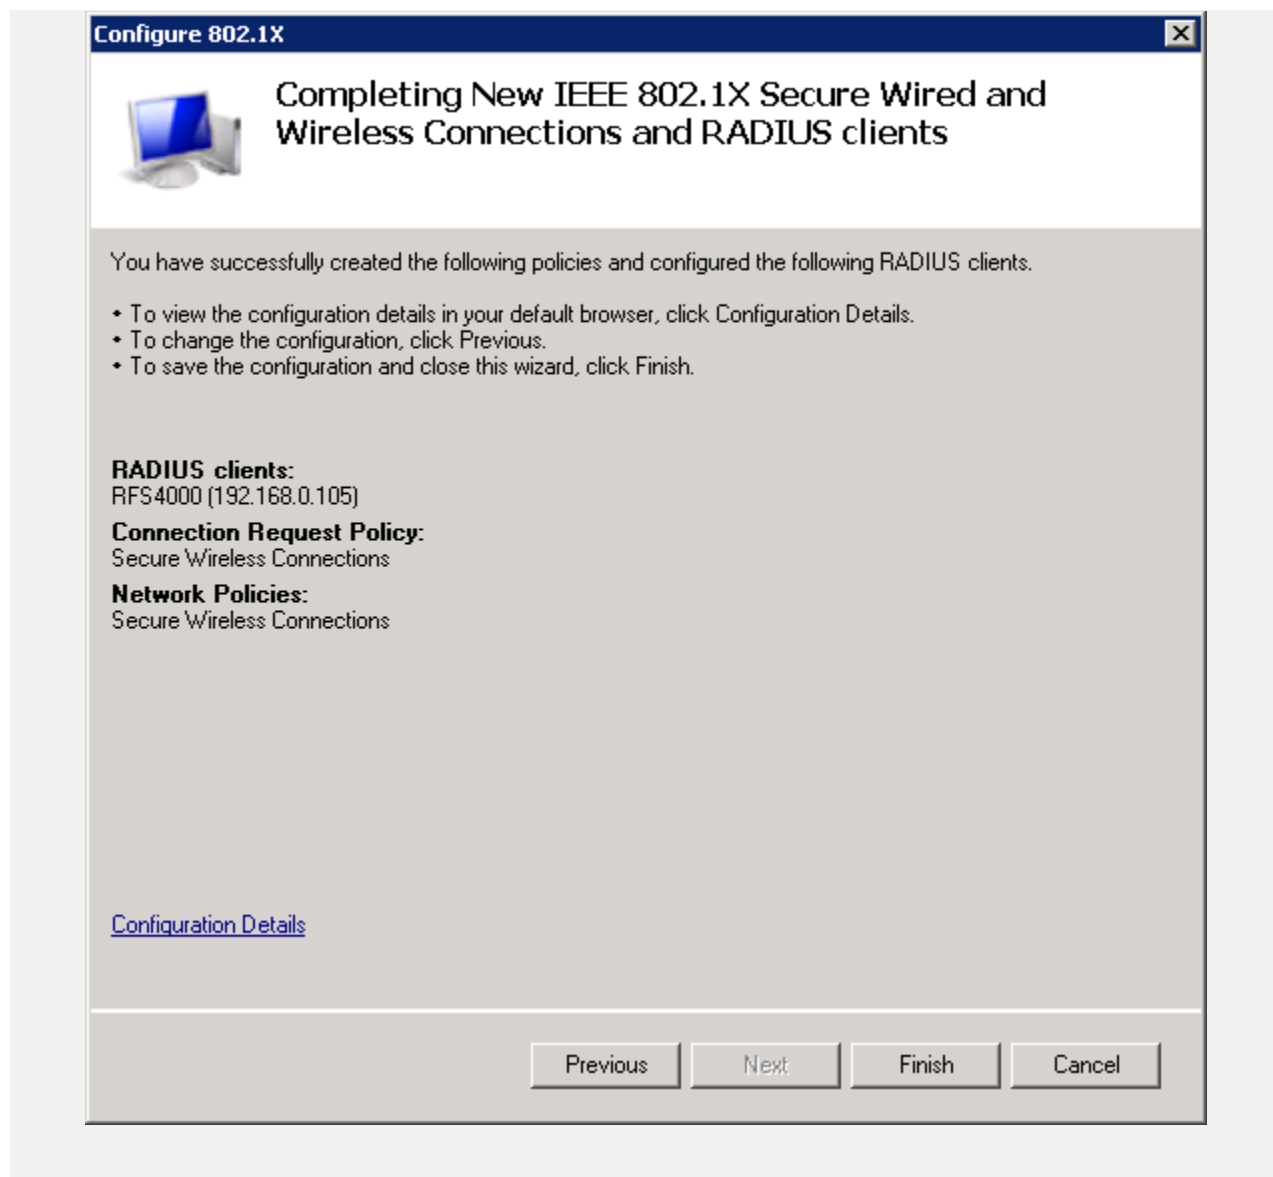 Configure 802.1X
Completing New IEEE 802.1X Secure Wired and
Wireless Connections and RADIUS clients
You have successfully created the following policies and configured the following RADIUS clients.
• To view the configuration details in your default browser, click Configuration Details.
• To change the configuration, click Previous.
• To save the configuration and close this wizard, click Finish.
RADIUS clients:
RFS4000 (192.168.0.105)
Connection Request Policy:
Secure Wireless Connections
Network Policies:
Secure Wireless Connections
Configuration Details
Previous Next Finish Cancel